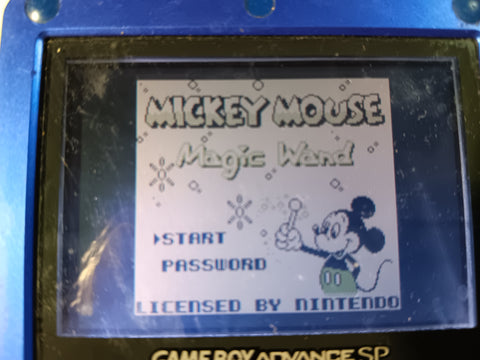 MICKEY MOUSE
Magic Wand
START
PASSWORD
LICENSED BY NINTENDO
GAME BOY ADVANCE SP